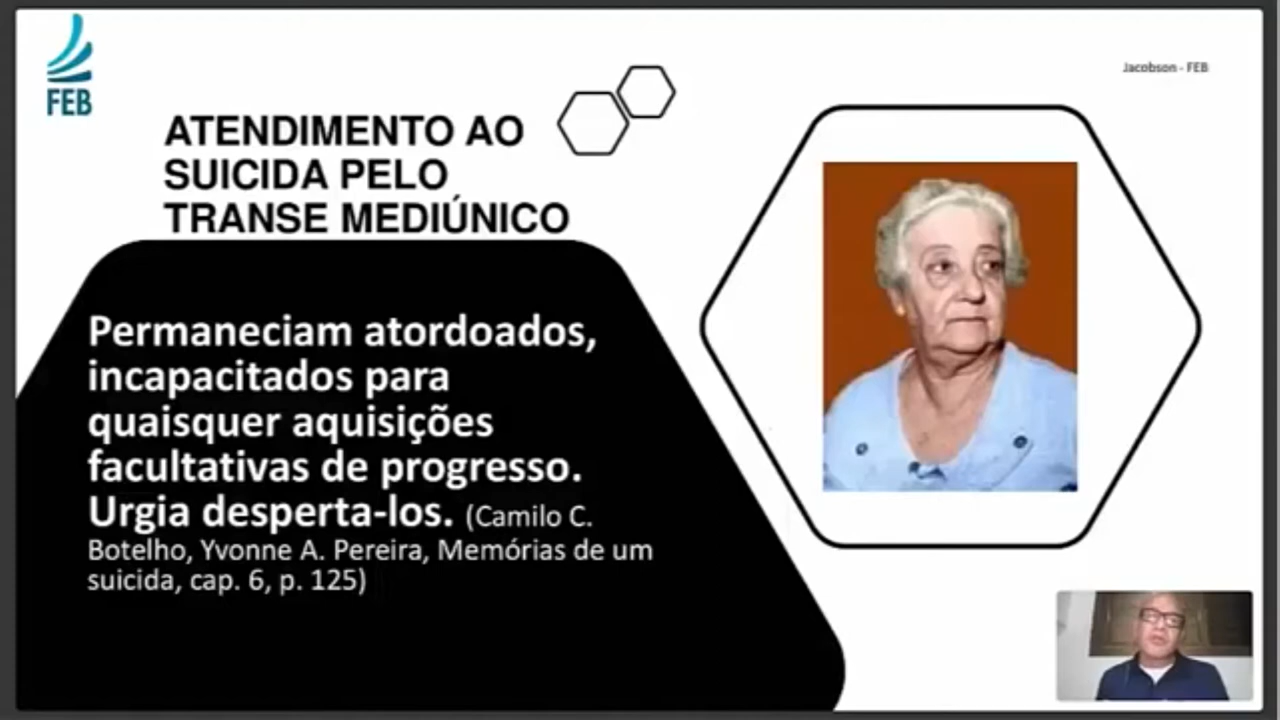 FEB
Jacobson - FEB
ATENDIMENTO AO
SUICIDA PELO
TRANSE MEDIÚNICO
Permaneciam atordoados,
incapacitados para
quaisquer aquisições
facultativas de progresso.
Urgia desperta-los. (Camilo C.
Botelho, Yvonne A. Pereira, Memórias de um
suicida, cap. 6, p. 125)